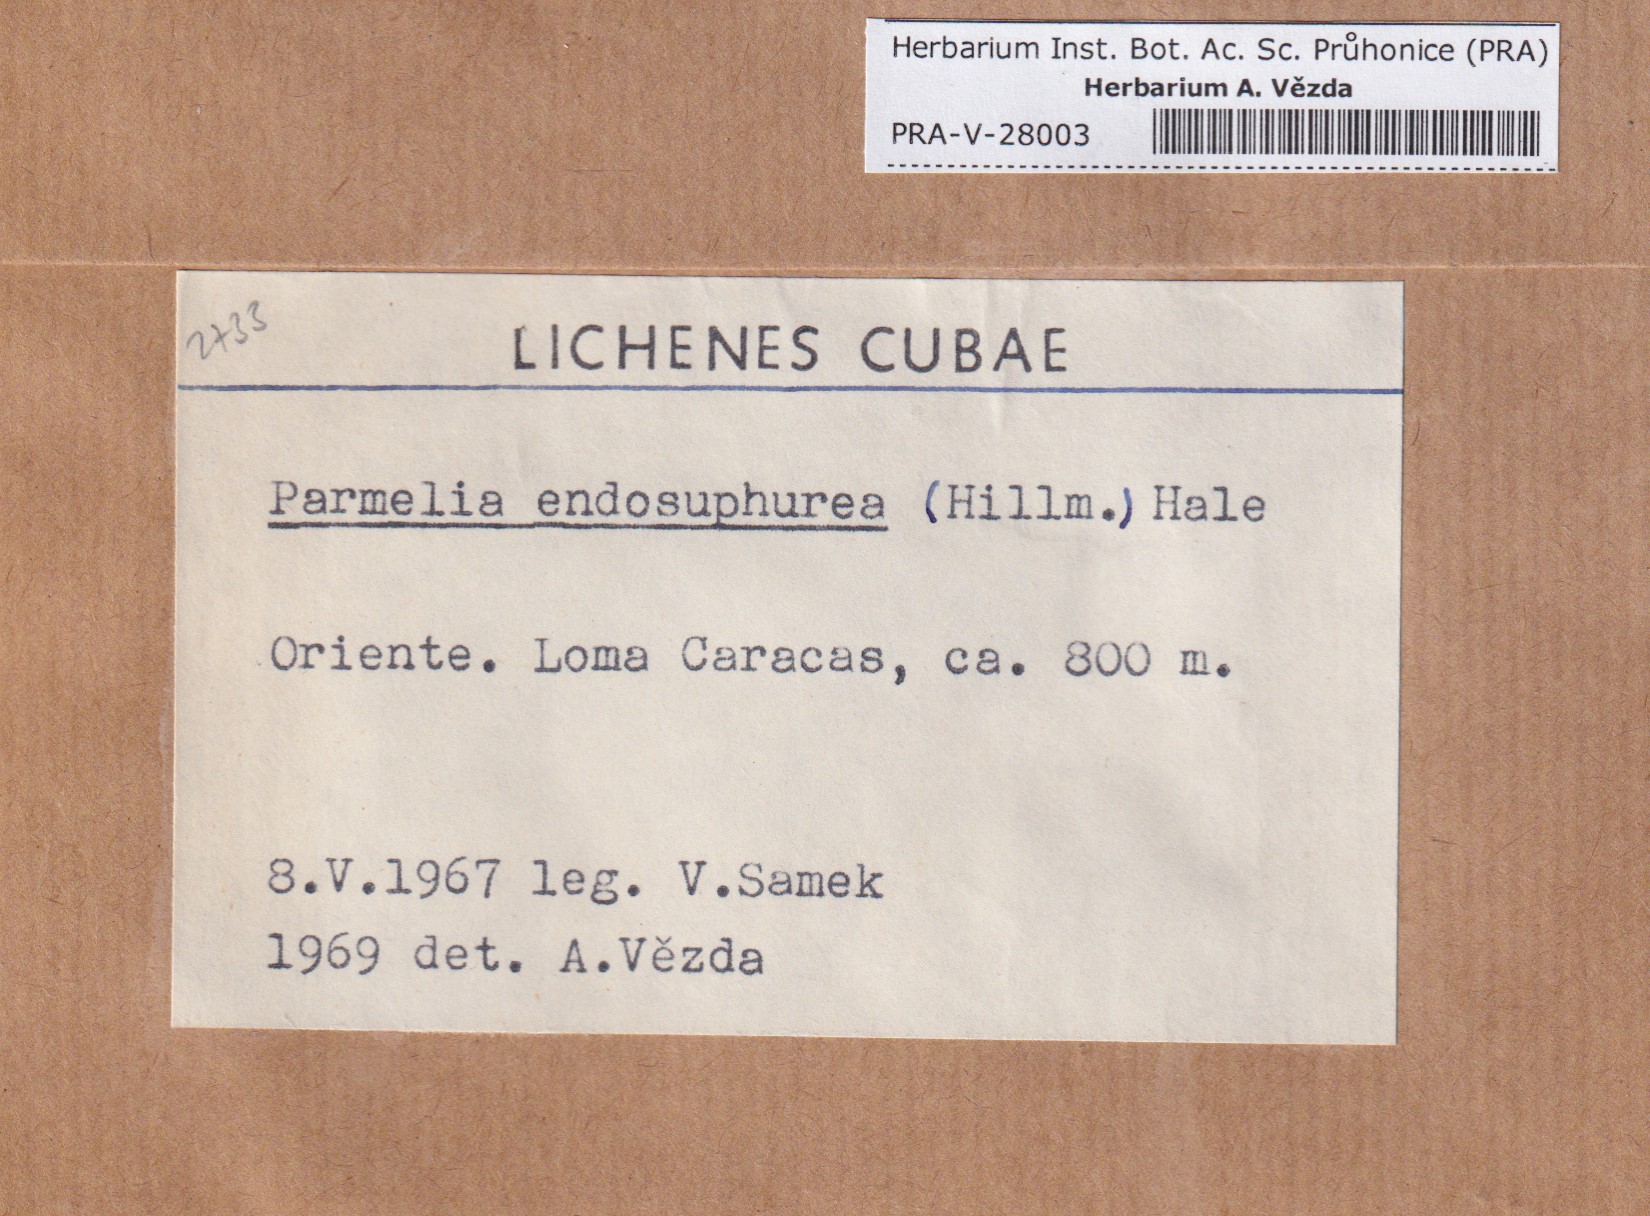 Herbarium Inst. Bot. Ac. Sc. Průhonice (PRA)
Herbarium A. Vězda
PRA-V-28003
2733
LICHENES CUBAE
Parmelia endosuphurea (Hillm.) Hale
Oriente. Loma Caracas, ca. 800 m.
8.V.1967 leg. V.Samek
1969 det. A.Vězda